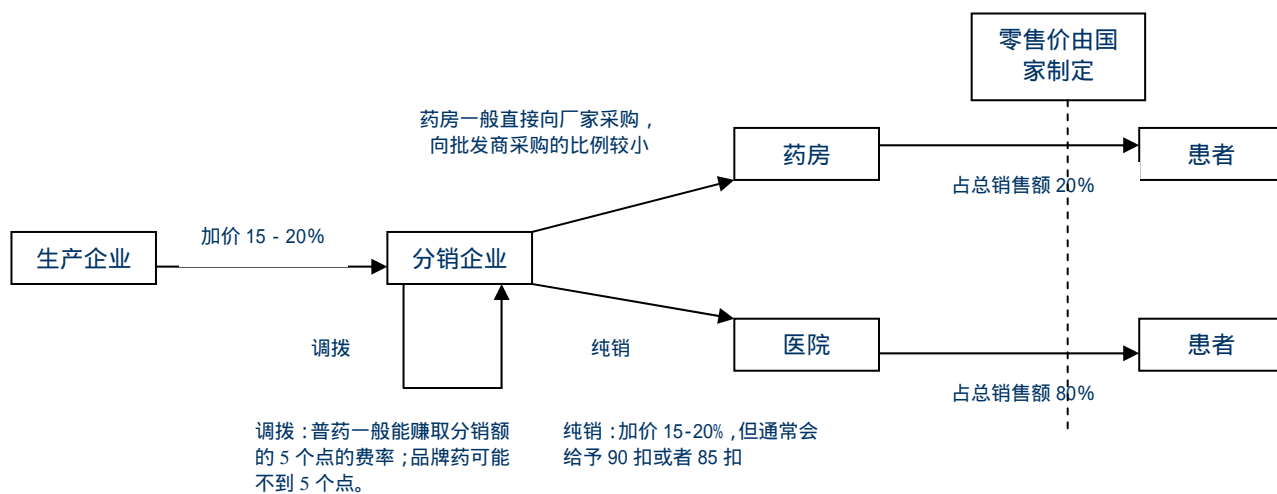 零售价由国
家制定
药房一般直接向厂家采购，
向批发商采购的比例较小
药房
患者
占总销售额 20%
加价 15 - 20%
生产企业
分销企业
调拨
纯销
医院
患者
占总销售额 80%
调拨：普药一般能赚取分销额
的 5 个点的费率；品牌药可能
不到 5 个点。
纯销：加价 15-20%，但通常会
给予 90 扣或者 85 扣